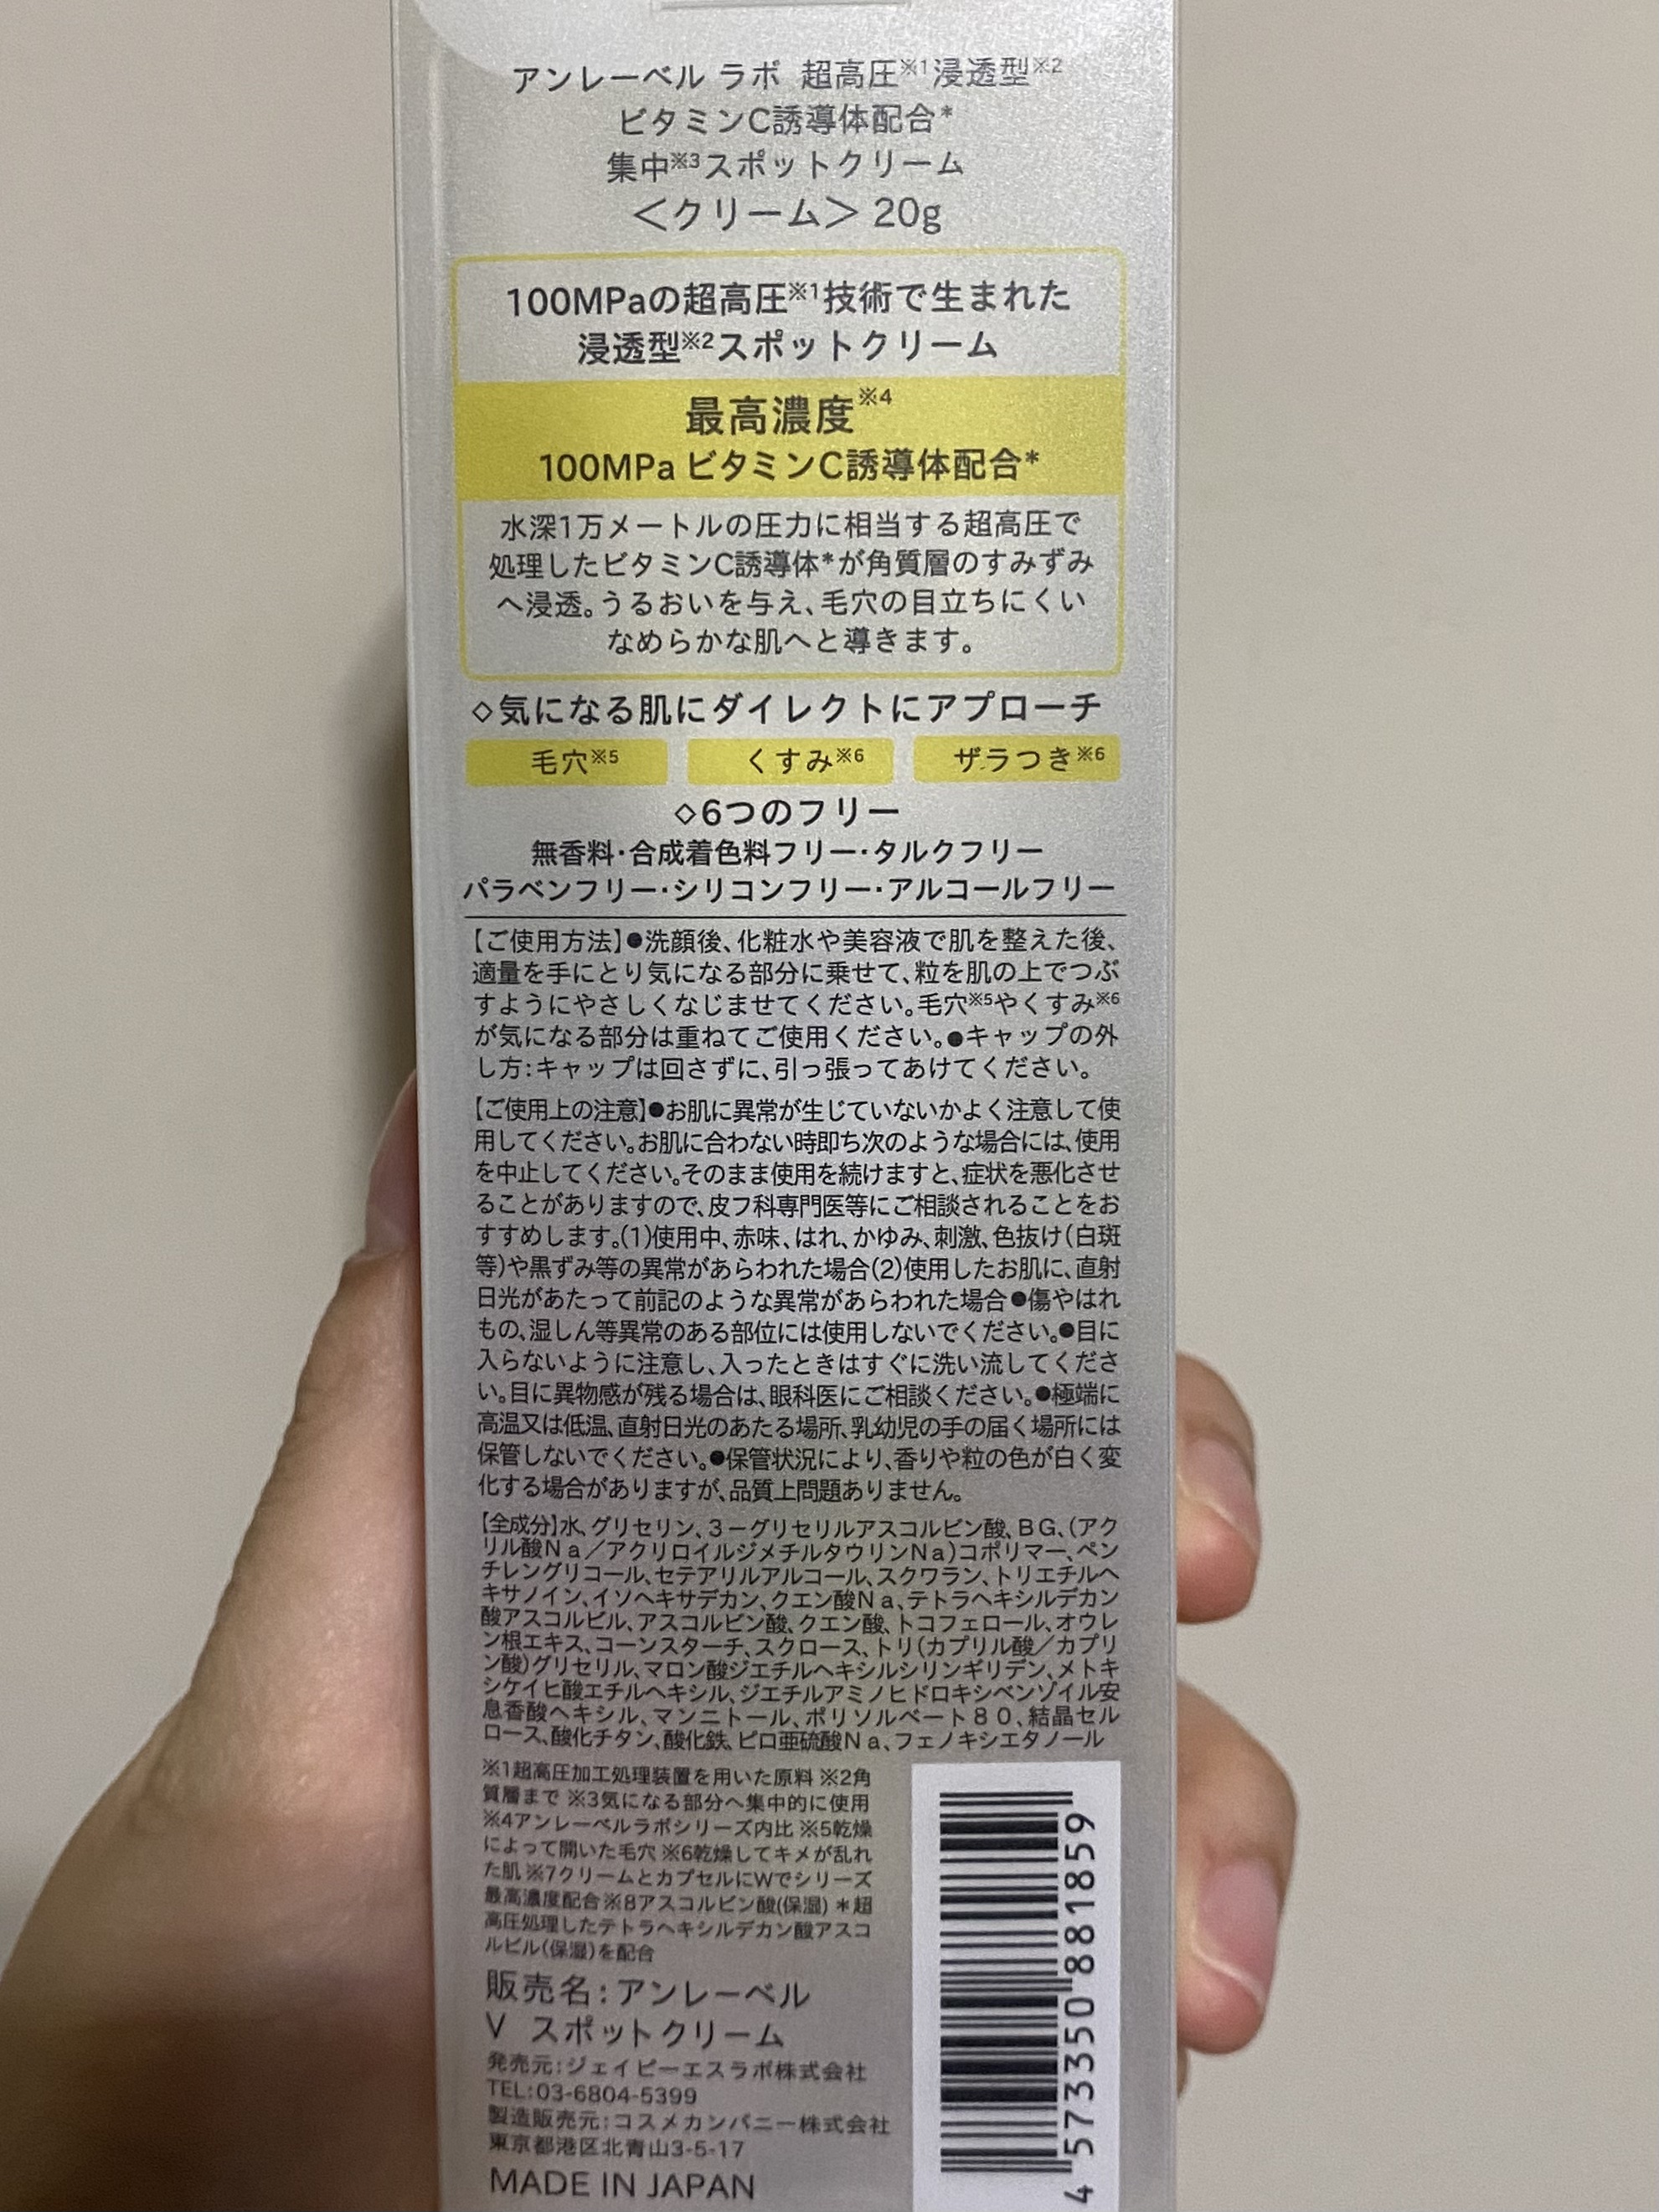 アンレーベル ラボ 超高圧※1浸透型※2
ビタミンC誘導体配合*
集中※3スポットクリーム
＜クリーム＞ 20g
100MPaの超高圧※1技術で生まれた
浸透型※2スポットクリーム
最高濃度※4
100MPa ビタミンC誘導体配合*
水深1万メートルの圧力に相当する超高圧で
処理したビタミンC誘導体*が角質層のすみずみ
へ浸透。うるおいを与え、毛穴の目立ちにくい
なめらかな肌へと導きます。
◇気になる肌にダイレクトにアプローチ
毛穴※5 くすみ※6 ザラつき※6
◇6つのフリー
無香料・合成着色料フリー・タルクフリー
パラベンフリー・シリコンフリー・アルコールフリー
【ご使用方法】●洗顔後、化粧水や美容液で肌を整えた後、
適量を手にとり気になる部分に乗せて、粒を肌の上でつぶ
すようにやさしくなじませてください。毛穴※5やくすみ※6
が気になる部分は重ねてご使用ください。●キャップの外
し方:キャップは回さずに、引っ張ってあけてください。
【ご使用上の注意】●お肌に異常が生じていないかよく注意して使
用してください。お肌に合わない時即ち次のような場合には、使用
を中止してください。そのまま使用を続けますと、症状を悪化させ
ることがありますので、皮フ科専門医等にご相談されることをお
すすめします。(1)使用中、赤味、はれ、かゆみ、刺激、色抜け(白斑
等)や黒ずみ等の異常があらわれた場合(2)使用したお肌に、直射
日光があたって前記のような異常があらわれた場合●傷やはれ
もの、湿しん等異常のある部位には使用しないでください。●目に
入らないように注意し、入ったときはすぐに洗い流してくださ
い。目に異物感が残る場合は、眼科医にご相談ください。●極端に
高温又は低温、直射日光のあたる場所、乳幼児の手の届く場所には
保管しないでください。●保管状況により、香りや粒の色が白く変
化する場合がありますが、品質上問題ありません。
【全成分】水、グリセリン、３－グリセリルアスコルビン酸、ＢＧ、(アク
リル酸Ｎａ／アクリロイルジメチルタウリンＮａ)コポリマー、ペン
チレングリコール、セテアリルアルコール、スクワラン、トリエチルヘ
キサノイン、イソヘキサデカン、クエン酸Ｎａ、テトラヘキシルデカン
酸アスコルビル、アスコルビン酸、クエン酸、トコフェロール、オウレ
ン根エキス、コーンスターチ、スクロース、トリ(カプリル酸／カプリ
ン酸)グリセリル、マロン酸ジエチルヘキシルシリンギリデン、メトキ
シケイヒ酸エチルヘキシル、ジエチルアミノヒドロキシベンゾイル安
息香酸ヘキシル、マンニトール、ポリソルベート８０、結晶セル
ロース、酸化チタン、酸化鉄、ピロ亜硫酸Ｎａ、フェノキシエタノール
※1超高圧加工処理装置を用いた原料 ※2角
質層まで ※3気になる部分へ集中的に使用
※4アンレーベルラボシリーズ内比 ※5乾燥
によって開いた毛穴 ※6乾燥してキメが乱れ
た肌 ※7クリームとカプセルにWでシリーズ
最高濃度配合※8アスコルビン酸(保湿) *超
高圧処理したテトラヘキシルデカン酸アスコ
ルビル(保湿)を配合
販売名:アンレーベル
V スポットクリーム
発売元:ジェイピーエスラボ株式会社
TEL:03-6804-5399
製造販売元:コスメカンパニー株式会社
東京都港区北青山3-5-17
MADE IN JAPAN
4 573350 881859